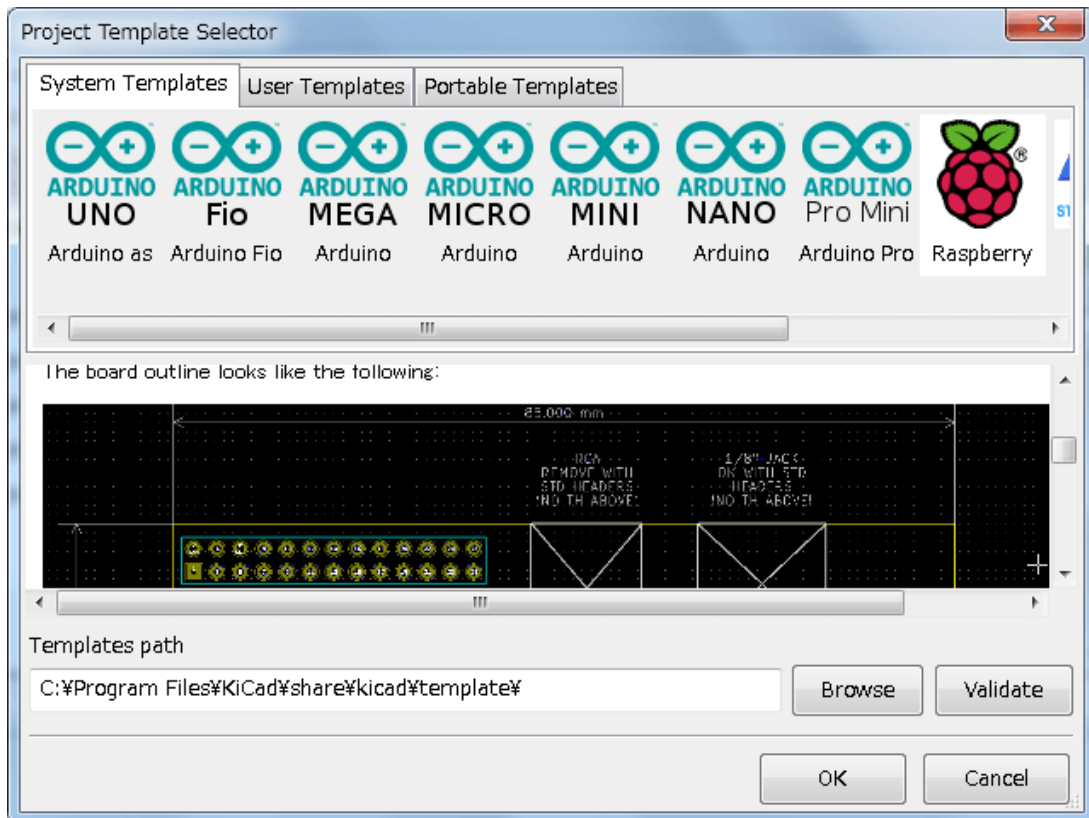 Project Template Selector
System Templates User Templates Portable Templates
ARDUINO ARDUINO ARDUINO ARDUINO ARDUINO ARDUINO ARDUINO ®
UNO Fio MEGA MICRO MINI NANO Pro Mini
Arduino as Arduino Fio Arduino Arduino Arduino Arduino Arduino Pro Raspberry
The board outline looks like the following:
mm
RCA
REMOVE WITH
STD HEADERS
!NO TH ABOVE!
1/8" JACK
OK WITH STD
HEADERS
!NO TH ABOVE!
Templates path
C:¥Program Files¥KiCad¥share¥kicad¥template¥
Browse Validate
OK Cancel